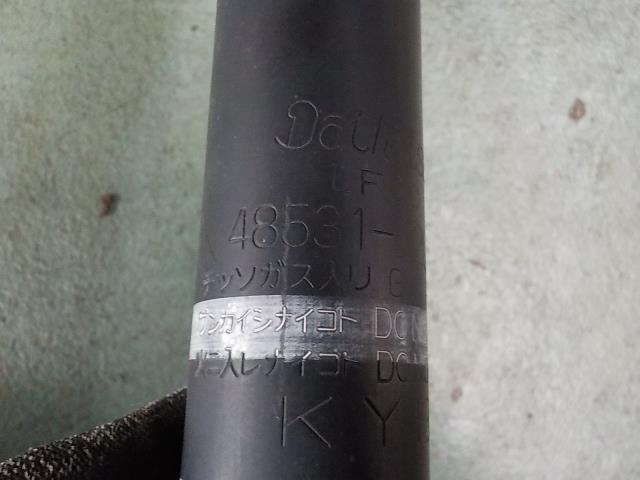 Daihatsu
LF
48531-
チッソガス入リ
ブンカイシナイコト DO N
火ニ入レナイコト DO N
KY